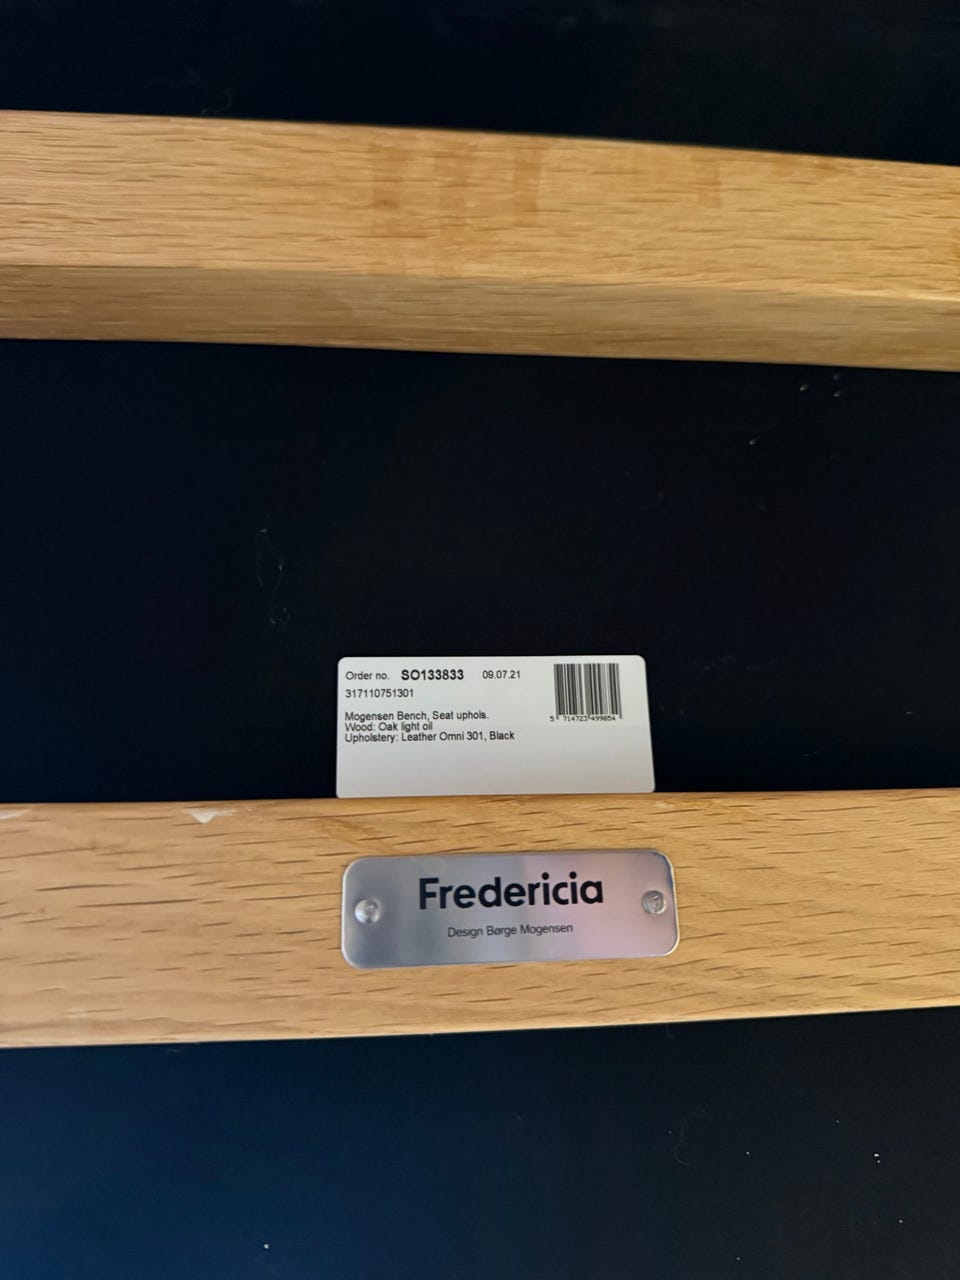 Order no. SO133833 09.07.21
317110751301
Mogensen Bench, Seat uphols.
Wood: Oak light oil
Upholstery: Leather Omni 301, Black
5 714723 499854
Fredericia
Design Børge Mogensen